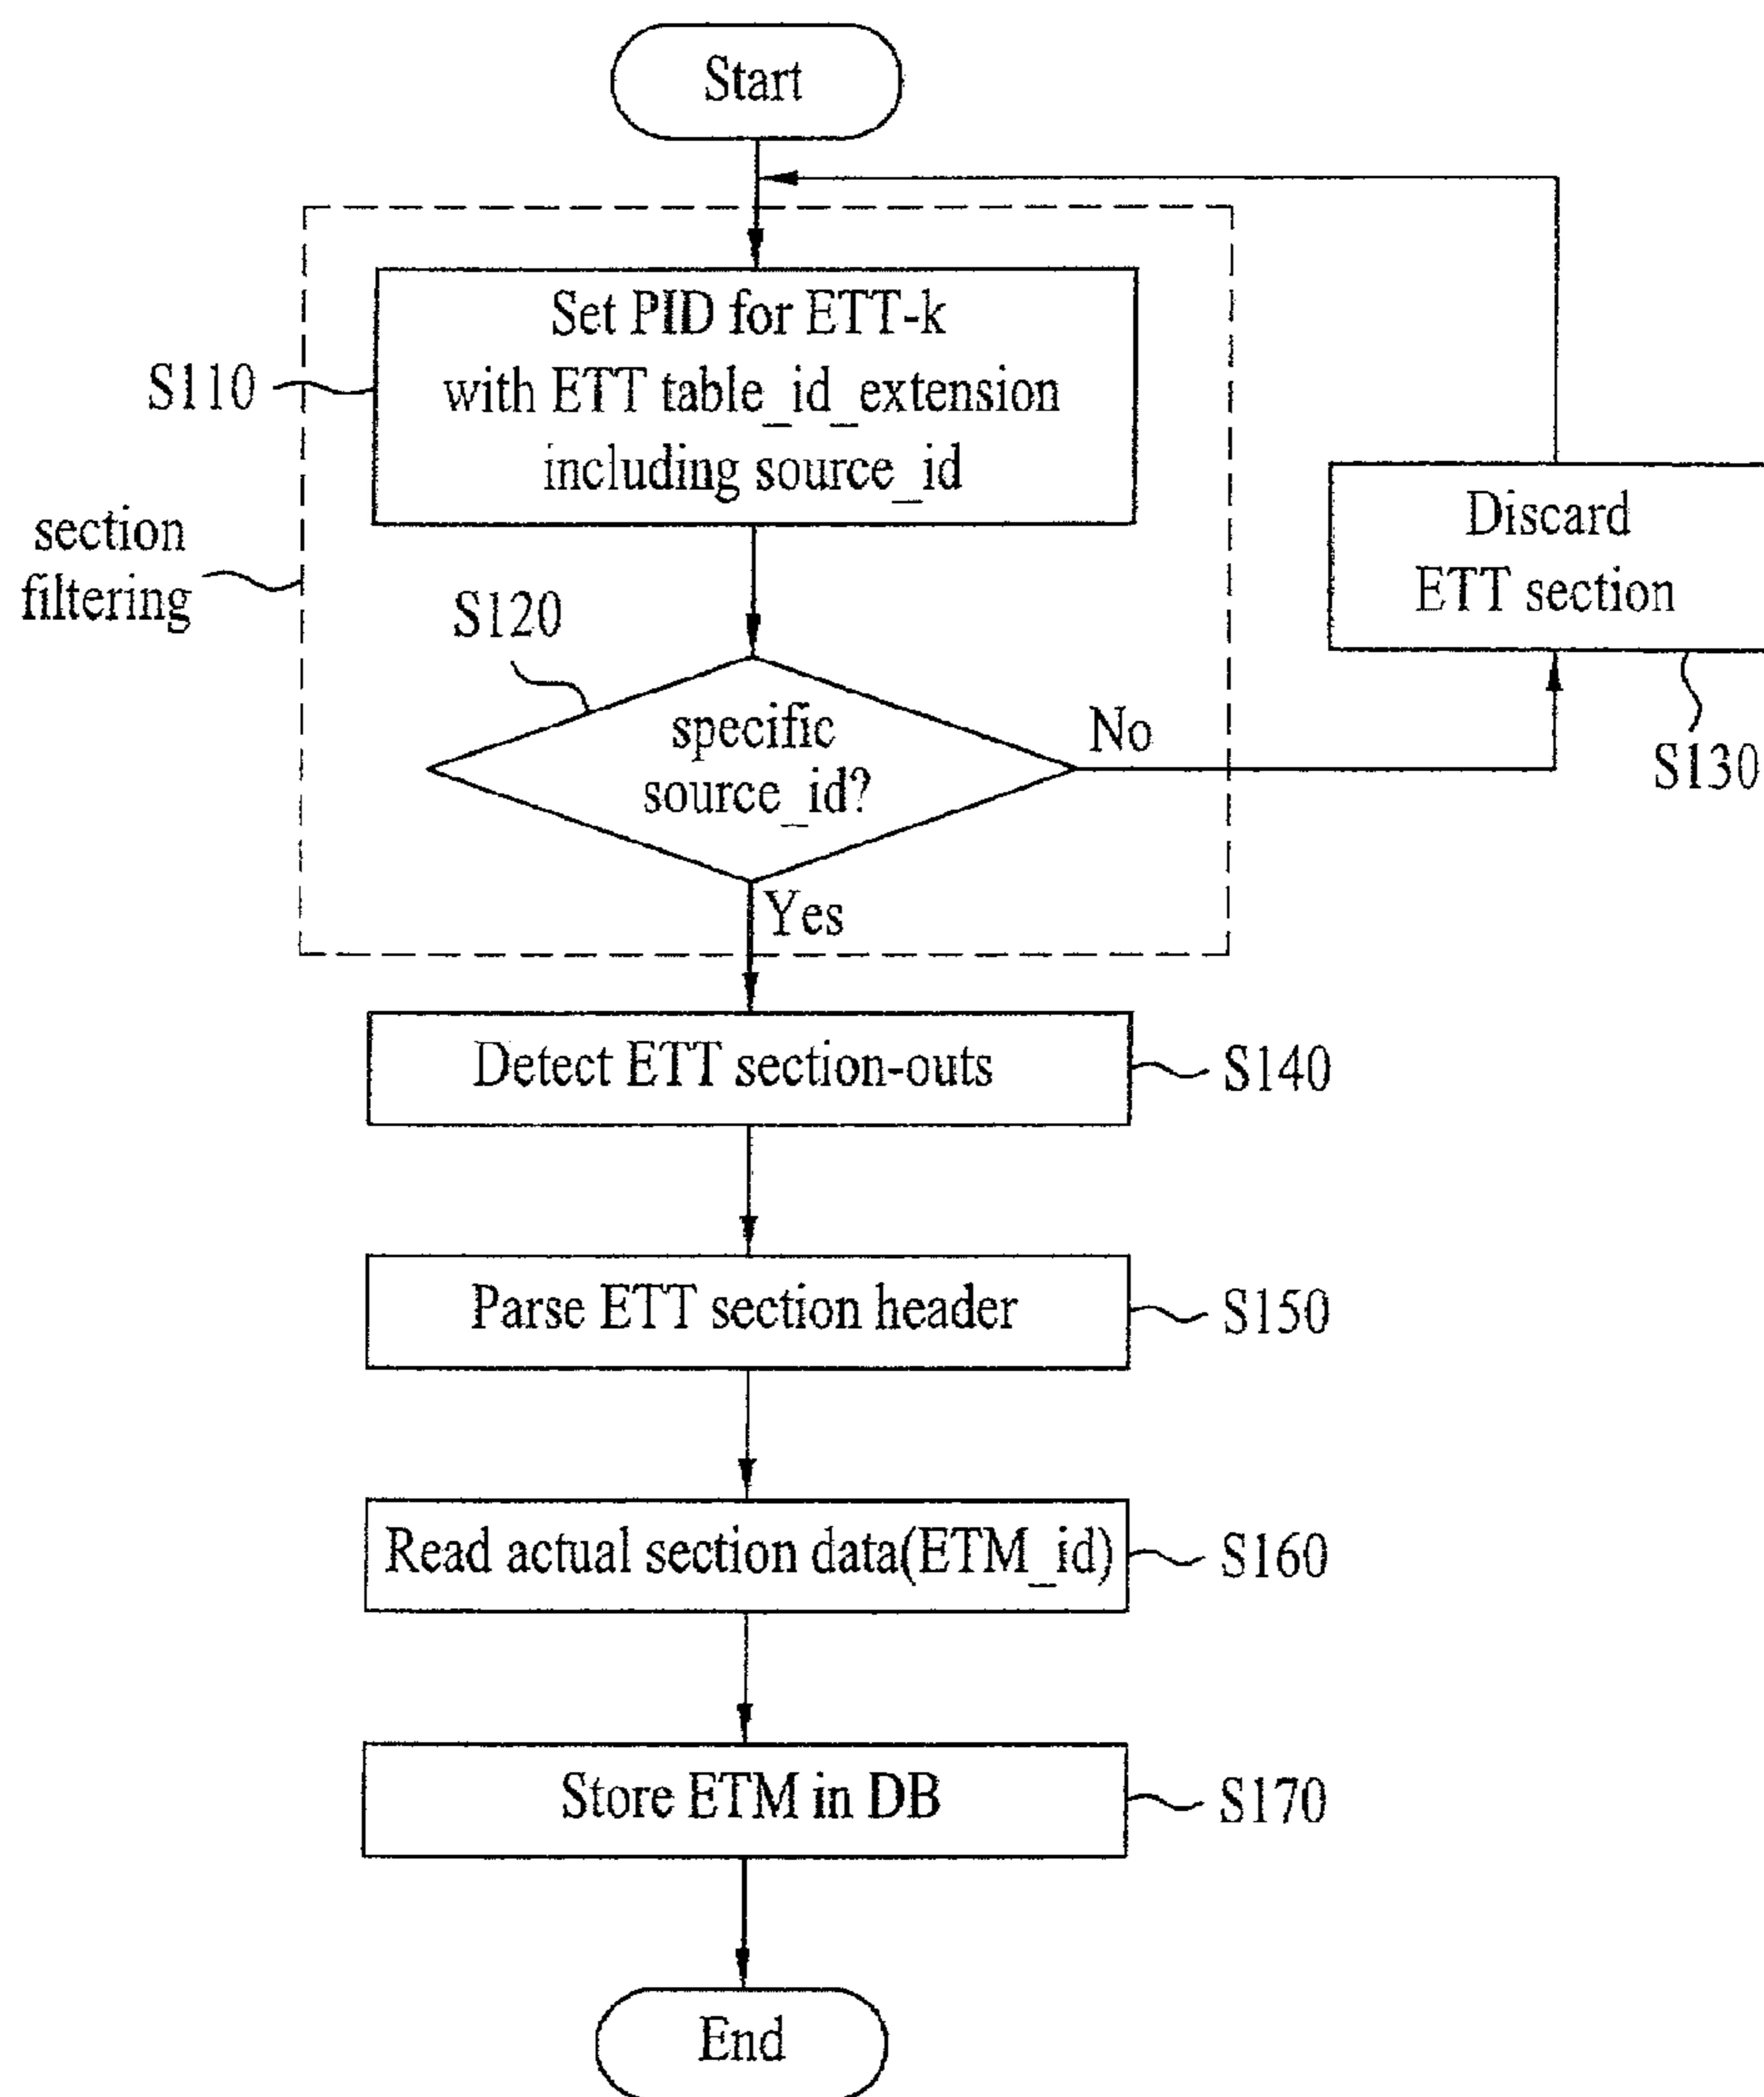 Start
Set PID for ETT-k
with ETT table_id_extension
including source_id
S110
section
filtering
Discard
ETT section
S120
specific
source_id?
No
S130
Yes
Detect ETT section-outs
S140
Parse ETT section header
S150
Read actual section data(ETM_id)
S160
Store ETM in DB
S170
End